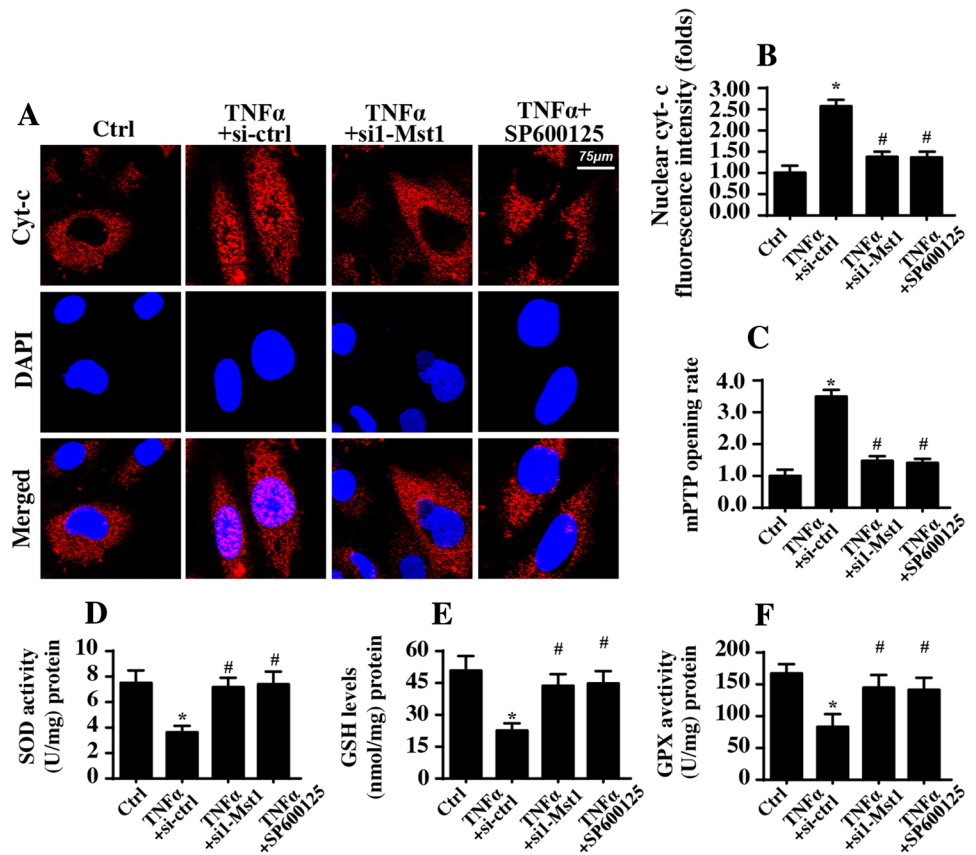 A
Ctrl
TNFα
+si-ctrl
TNFα
+si1-Mst1
TNFα+
SP600125
75μm
Cyt-c
DAPI
Merged
B
Nuclear cyt- c
fluorescence intensity (folds)
3.00
2.50
2.00
1.50
1.00
0.50
0.00
*
#
#
Ctrl
TNFα
+si-ctrl
TNFα
+si1-Mst1
TNFα
+SP600125
C
mPTP opening rate
4.0
3.0
2.0
1.0
0.0
*
#
#
Ctrl
TNFα
+si-ctrl
TNFα
+si1-Mst1
TNFα
+SP600125
D
SOD activity
(U/mg) protein
10
8
6
4
2
0
*
#
#
Ctrl
TNFα
+si-ctrl
TNFα
+si1-Mst1
TNFα
+SP600125
E
GSH levels
(nmol/mg) protein
60
45
30
15
0
*
#
#
Ctrl
TNFα
+si-ctrl
TNFα
+si1-Mst1
TNFα
+SP600125
F
GPX avctivity
(U/mg) protein
200
150
100
50
0
*
#
#
Ctrl
TNFα
+si-ctrl
TNFα
+si1-Mst1
TNFα
+SP600125